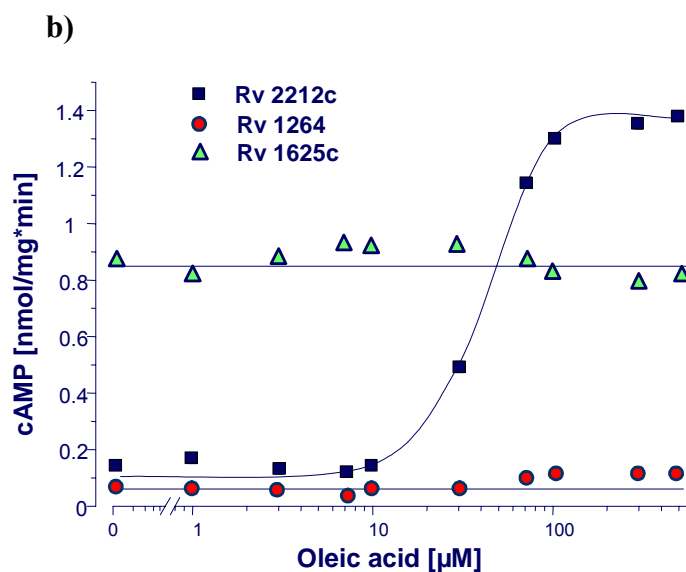 b)
Rv 2212c
Rv 1264
Rv 1625c
cAMP [nmol/mg*min]
1.4
1.2
1
0.8
0.6
0.4
0.2
0
0 1 10 100
Oleic acid [µM]